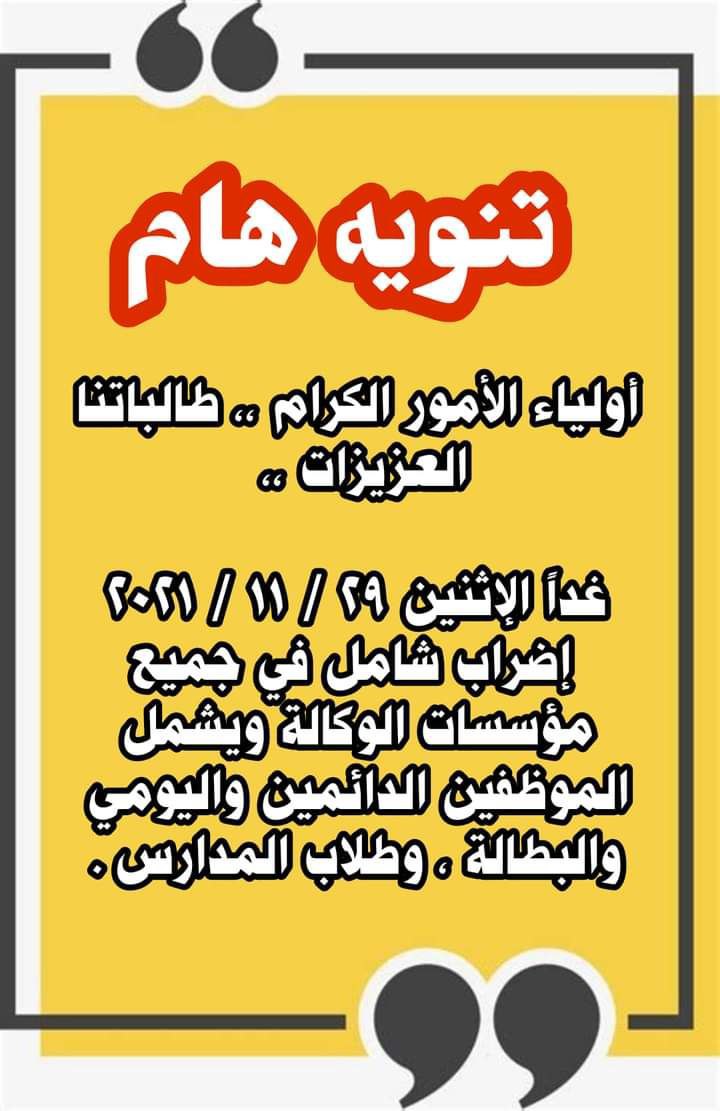 تنويه هام
أولياء الأمور الكرام ،، طالباتنا
العزيزات ،،
غداً الإثنين ٢٩ / ١١ / ٢٠٢١
إضراب شامل في جميع
مؤسسات الوكالة ويشمل
الموظفين الدائمين واليومي
والبطالة ، وطلاب المدارس .